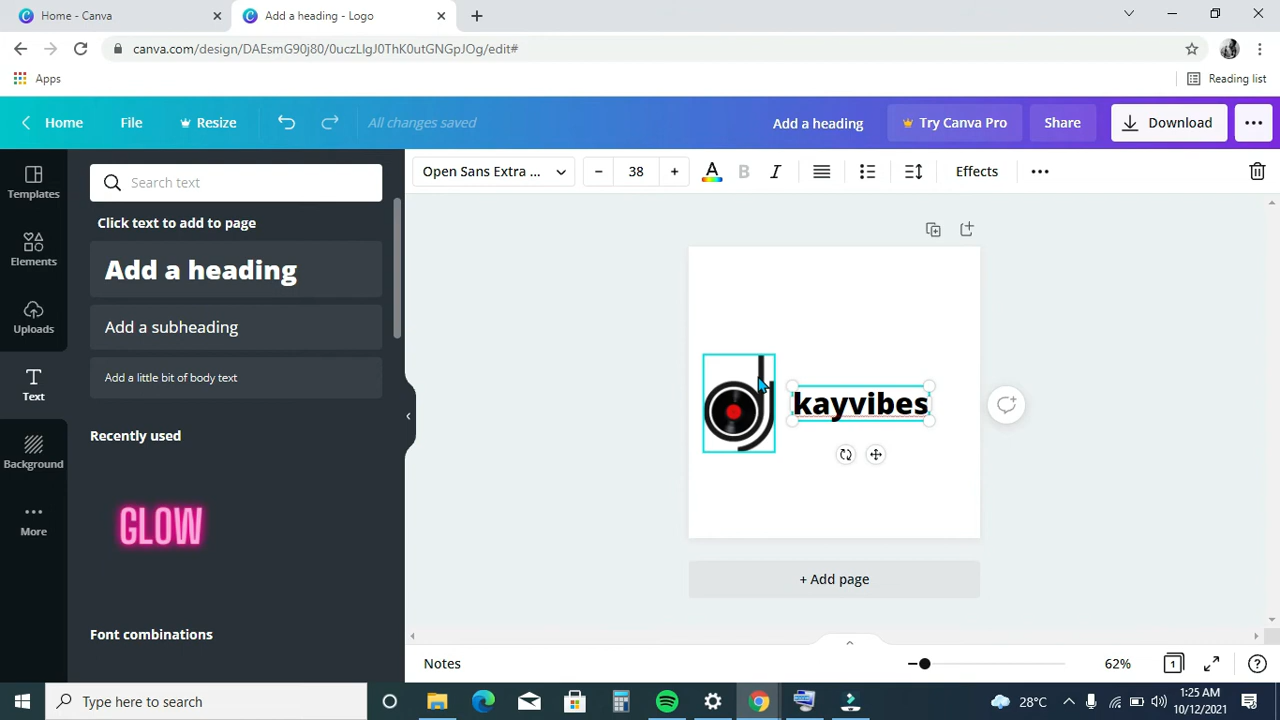 Home - Canva
Add a heading - Logo
canva.com/design/DAEsmG90j80/0uczLlgJ0ThK0utGNGpJOg/edit#
Apps
Reading list
Home
File
Resize
All changes saved
Add a heading
Try Canva Pro
Share
Download
Templates
Elements
Uploads
Text
Background
More
Search text
Click text to add to page
Add a heading
Add a subheading
Add a little bit of body text
Recently used
GLOW
Font combinations
Open Sans Extra ...
38
A
B
I
Effects
kayvibes
+ Add page
Notes
62%
1
Type here to search
28°C
1:25 AM
10/12/2021